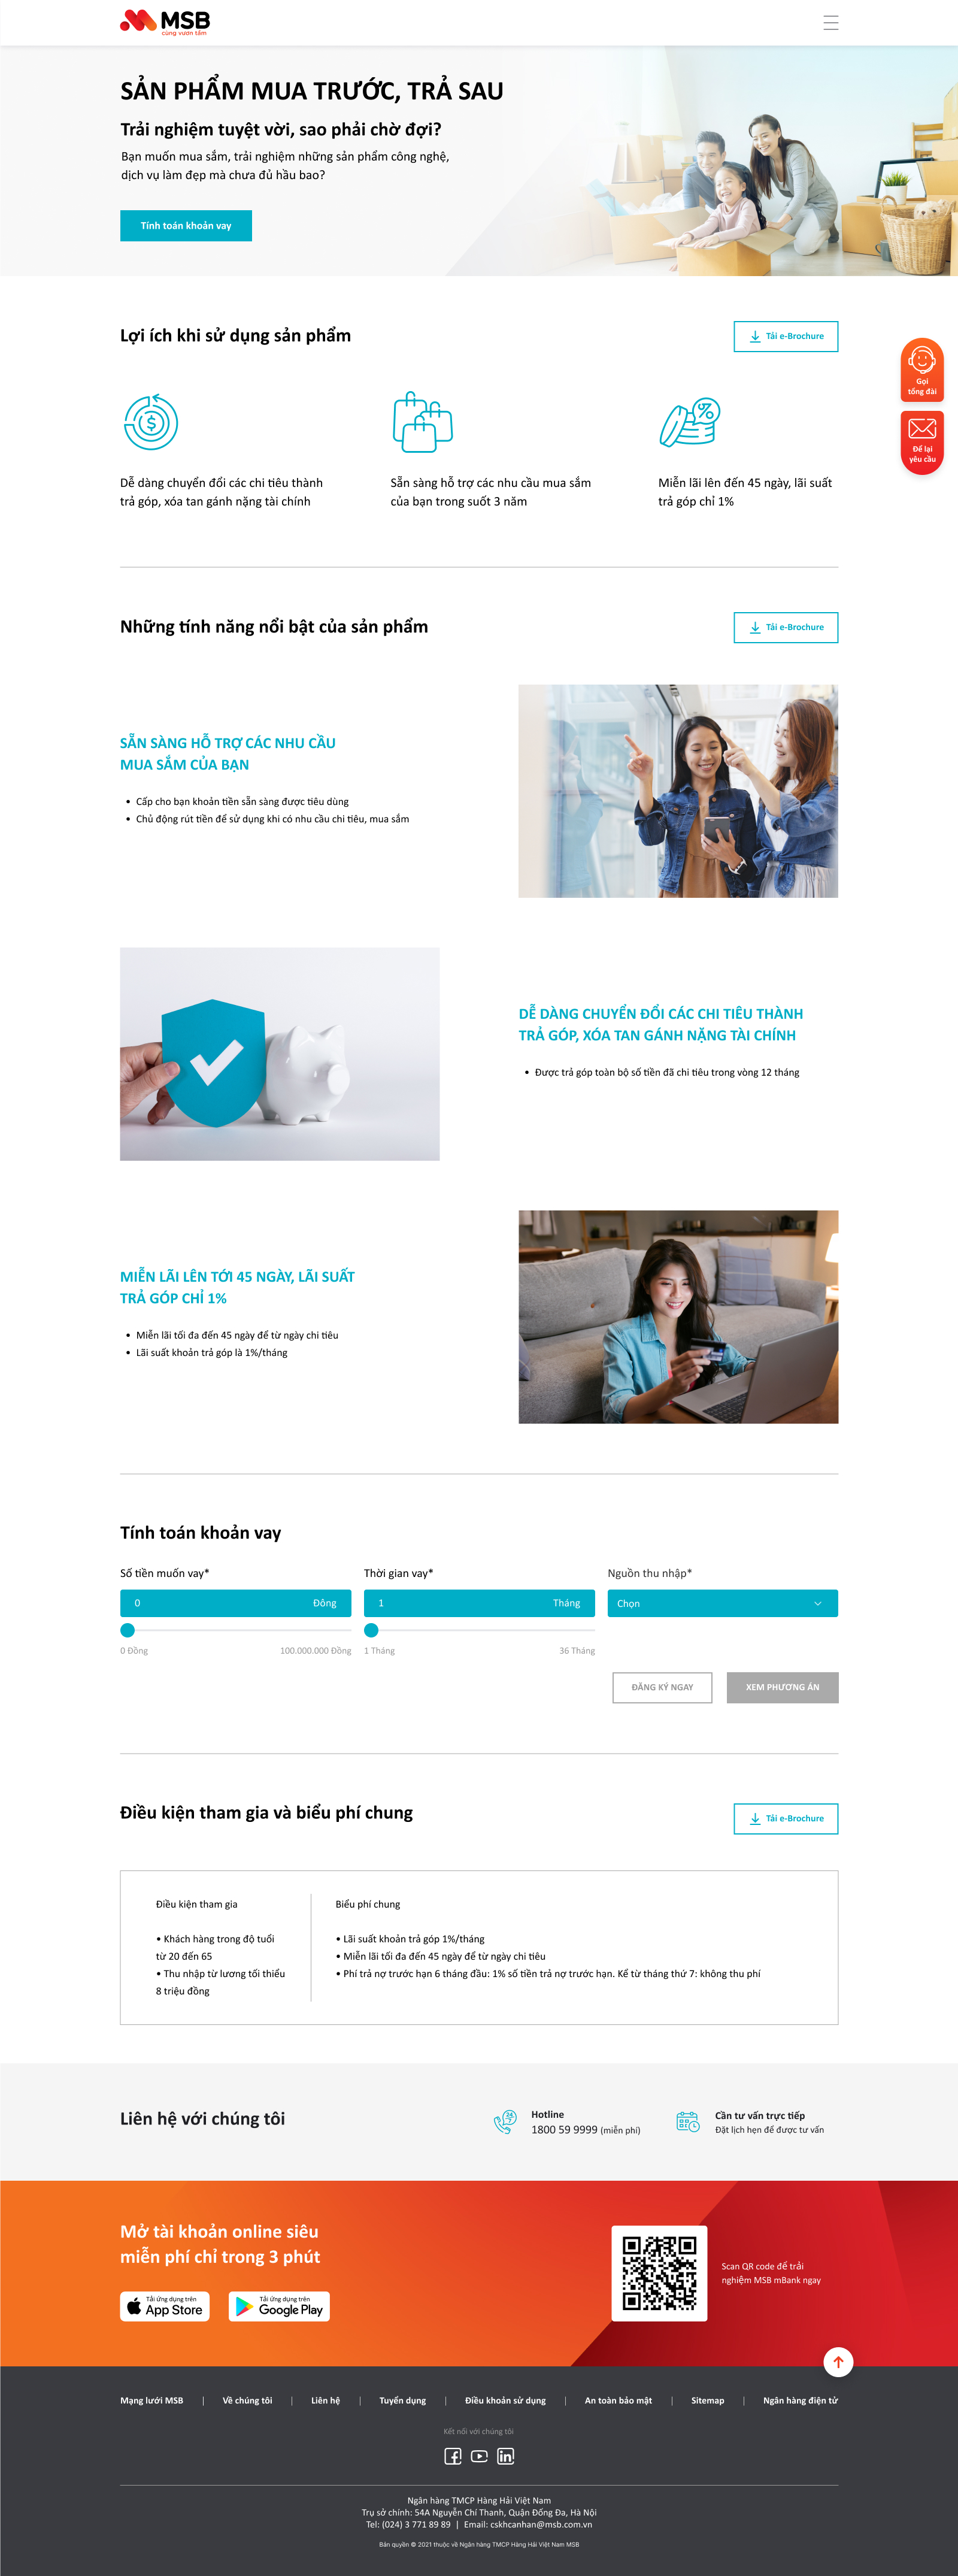 MSB
cùng vươn tầm
SẢN PHẨM MUA TRƯỚC, TRẢ SAU
Trải nghiệm tuyệt vời, sao phải chờ đợi?
Bạn muốn mua sắm, trải nghiệm những sản phẩm công nghệ,
dịch vụ làm đẹp mà chưa đủ hầu bao?
Tính toán khoản vay
Lợi ích khi sử dụng sản phẩm
Tải e-Brochure
Gọi
tổng đài
Để lại
yêu cầu
Dễ dàng chuyển đổi các chi tiêu thành
trả góp, xóa tan gánh nặng tài chính
Sẵn sàng hỗ trợ các nhu cầu mua sắm
của bạn trong suốt 3 năm
Miễn lãi lên đến 45 ngày, lãi suất
trả góp chỉ 1%
Những tính năng nổi bật của sản phẩm
Tải e-Brochure
SẴN SÀNG HỖ TRỢ CÁC NHU CẦU
MUA SẮM CỦA BẠN
• Cấp cho bạn khoản tiền sẵn sàng được tiêu dùng
• Chủ động rút tiền để sử dụng khi có nhu cầu chi tiêu, mua sắm
DỄ DÀNG CHUYỂN ĐỔI CÁC CHI TIÊU THÀNH
TRẢ GÓP, XÓA TAN GÁNH NẶNG TÀI CHÍNH
• Được trả góp toàn bộ số tiền đã chi tiêu trong vòng 12 tháng
MIỄN LÃI LÊN TỚI 45 NGÀY, LÃI SUẤT
TRẢ GÓP CHỈ 1%
• Miễn lãi tối đa đến 45 ngày để từ ngày chi tiêu
• Lãi suất khoản trả góp là 1%/tháng
Tính toán khoản vay
Số tiền muốn vay*
Thời gian vay*
Nguồn thu nhập*
0 Đông
1 Tháng
Chọn
0 Đồng 100.000.000 Đồng
1 Tháng 36 Tháng
ĐĂNG KÝ NGAY
XEM PHƯƠNG ÁN
Điều kiện tham gia và biểu phí chung
Tải e-Brochure
Điều kiện tham gia
• Khách hàng trong độ tuổi
từ 20 đến 65
• Thu nhập từ lương tối thiểu
8 triệu đồng
Biểu phí chung
• Lãi suất khoản trả góp 1%/tháng
• Miễn lãi tối đa đến 45 ngày để từ ngày chi tiêu
• Phí trả nợ trước hạn 6 tháng đầu: 1% số tiền trả nợ trước hạn. Kể từ tháng thứ 7: không thu phí
Liên hệ với chúng tôi
Hotline
1800 59 9999 (miễn phí)
Cần tư vấn trực tiếp
Đặt lịch hẹn để được tư vấn
Mở tài khoản online siêu
miễn phí chỉ trong 3 phút
Tải ứng dụng trên
App Store
Tải ứng dụng trên
Google Play
Scan QR code để trải
nghiệm MSB mBank ngay
Mạng lưới MSB | Về chúng tôi | Liên hệ | Tuyển dụng | Điều khoản sử dụng | An toàn bảo mật | Sitemap | Ngân hàng điện tử
Kết nối với chúng tôi
Ngân hàng TMCP Hàng Hải Việt Nam
Trụ sở chính: 54A Nguyễn Chí Thanh, Quận Đống Đa, Hà Nội
Tel: (024) 3 771 89 89 | Email: cskhcanhan@msb.com.vn
Bản quyền © 2021 thuộc về Ngân hàng TMCP Hàng Hải Việt Nam MSB